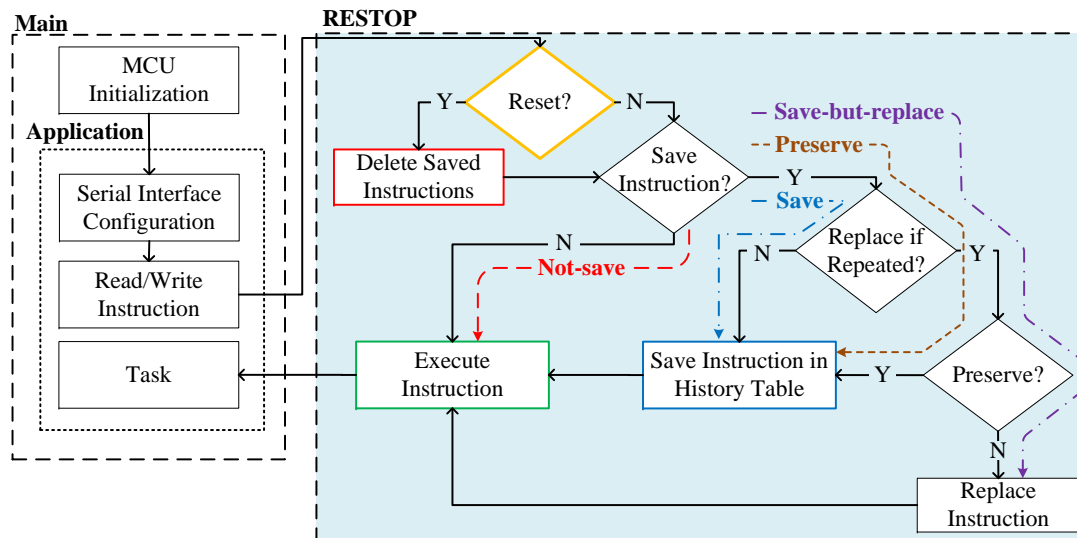 Main
MCU
Initialization
Application
Serial Interface
Configuration
Read/Write
Instruction
Task
RESTOP
Reset?
Y
N
Delete Saved
Instructions
Save
Instruction?
Y
N
Save-but-replace
Preserve
Save
Not-save
Replace if
Repeated?
N
Y
Execute
Instruction
Save Instruction in
History Table
Y
Preserve?
N
Replace
Instruction